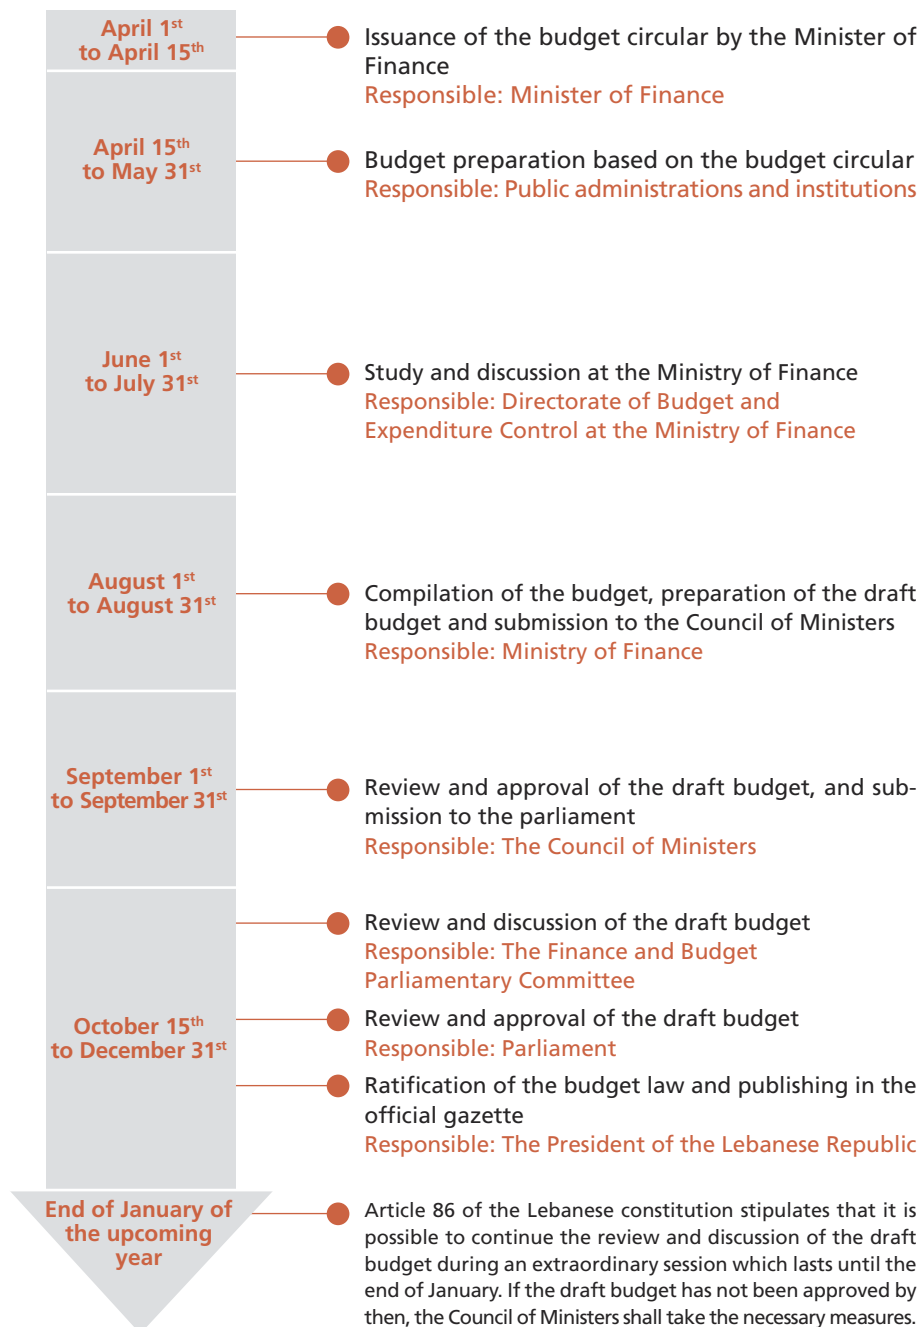 April 1st
to April 15th
Issuance of the budget circular by the Minister of
Finance
Responsible: Minister of Finance
April 15th
to May 31st
Budget preparation based on the budget circular
Responsible: Public administrations and institutions
June 1st
to July 31st
Study and discussion at the Ministry of Finance
Responsible: Directorate of Budget and
Expenditure Control at the Ministry of Finance
August 1st
to August 31st
Compilation of the budget, preparation of the draft
budget and submission to the Council of Ministers
Responsible: Ministry of Finance
September 1st
to September 31st
Review and approval of the draft budget, and sub-
mission to the parliament
Responsible: The Council of Ministers
October 15th
to December 31st
Review and discussion of the draft budget
Responsible: The Finance and Budget
Parliamentary Committee
Review and approval of the draft budget
Responsible: Parliament
Ratification of the budget law and publishing in the
official gazette
Responsible: The President of the Lebanese Republic
End of January of
the upcoming
year
Article 86 of the Lebanese constitution stipulates that it is
possible to continue the review and discussion of the draft
budget during an extraordinary session which lasts until the
end of January. If the draft budget has not been approved by
then, the Council of Ministers shall take the necessary measures.